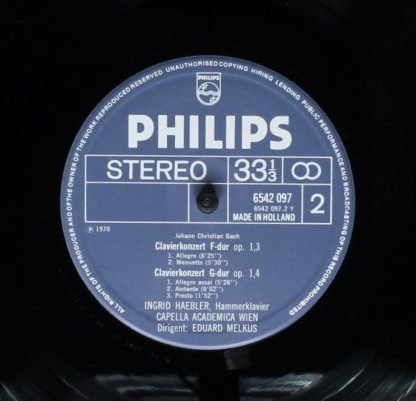 ALL RIGHTS OF THE PRODUCER AND OF THE OWNER OF THE WORK REPRODUCED RESERVED UNAUTHORISED COPYING HIRING LENDING PUBLIC PERFORMANCE AND BROADCASTING OF THIS RECORD PROHIBITED
PHILIPS
PHILIPS
STEREO 33 1/3
6542 097
6542 097.2 Y
MADE IN HOLLAND
2
℗ 1978
Johann Christian Bach
Clavierkonzert F-dur op. 1,3
1. Allegro (6'25")
2. Menuetto (5'30")
Clavierkonzert G-dur op. 1,4
1. Allegro assai (5'26")
2. Andante (6'02")
3. Presto (1'52")
INGRID HAEBLER, Hammerklavier
CAPELLA ACADEMICA WIEN
Dirigent: EDUARD MELKUS